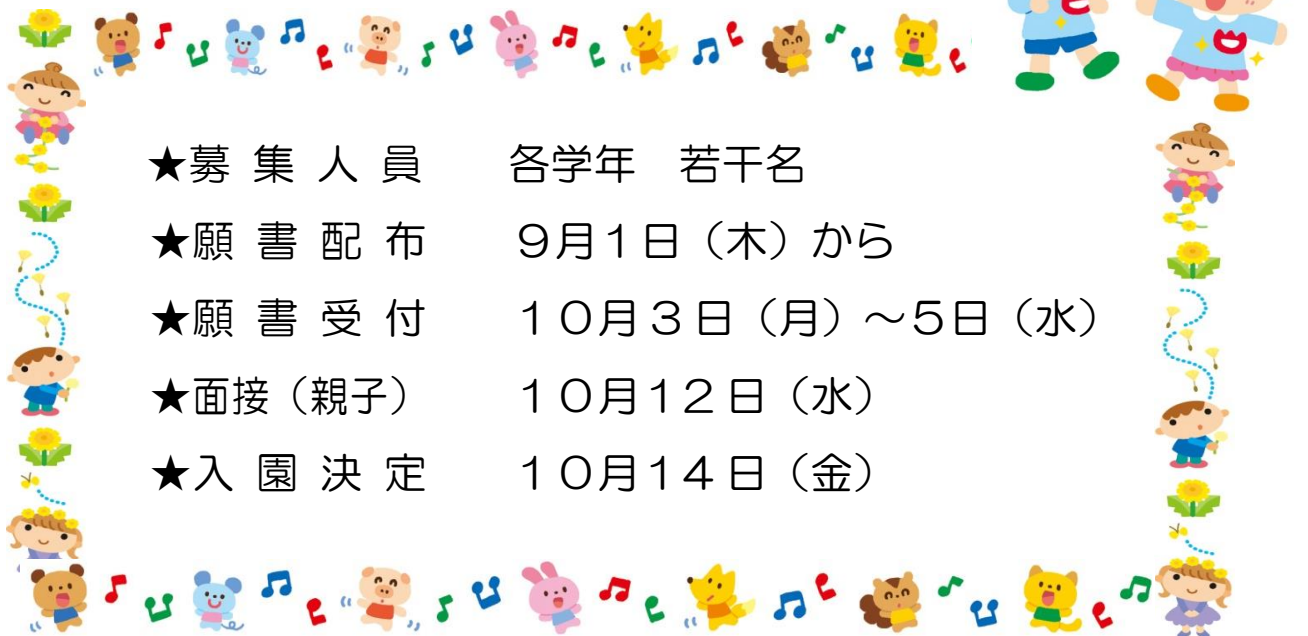 ★募集人員　各学年　若干名
★願書配布　９月１日（木）から
★願書受付　１０月３日（月）～５日（水）
★面接（親子）　１０月１２日（水）
★入園決定　１０月１４日（金）